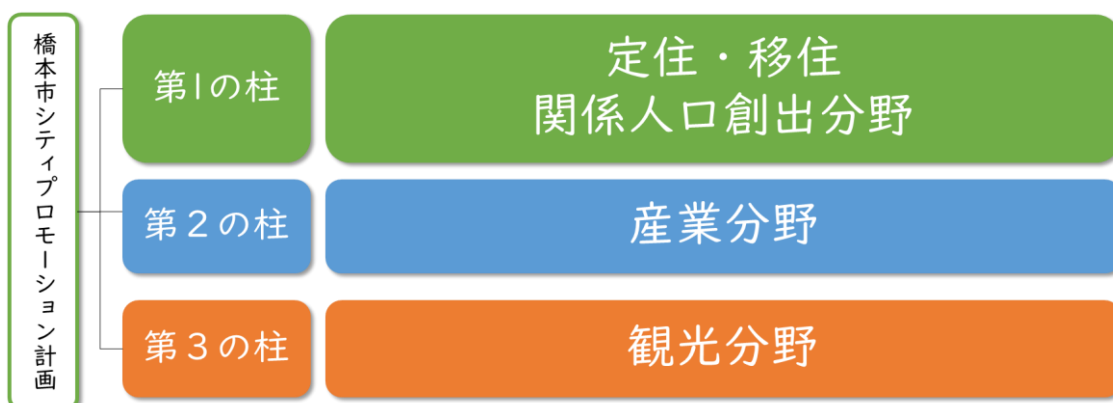 橋本市シティプロモーション計画
第1の柱
定住・移住
関係人口創出分野
第２の柱
産業分野
第３の柱
観光分野